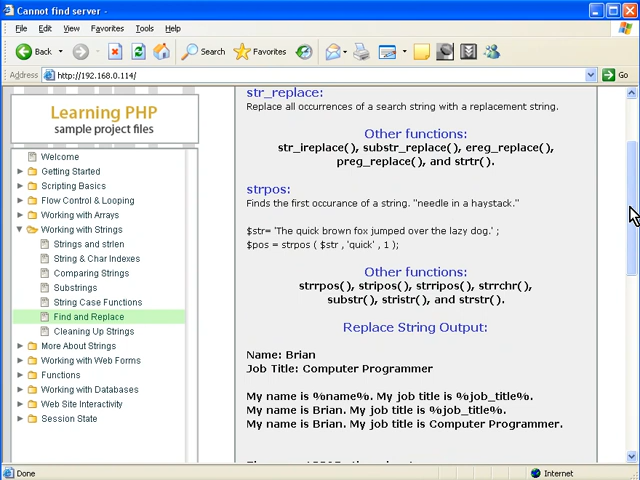 Cannot find server -
File Edit View Favorites Tools Help
Back Search Favorites
Address http://192.168.0.114/ Go
Learning PHP
sample project files
Welcome
Getting Started
Scripting Basics
Flow Control & Looping
Working with Arrays
Working with Strings
Strings and strlen
String & Char Indexes
Comparing Strings
Substrings
String Case Functions
Find and Replace
Cleaning Up Strings
More About Strings
Working with Web Forms
Functions
Working with Databases
Web Site Interactivity
Session State
str_replace:
Replace all occurrences of a search string with a replacement string.
Other functions:
str_ireplace(), substr_replace(), ereg_replace(),
preg_replace(), and strtr().
strpos:
Finds the first occurance of a string. "needle in a haystack."
$str= 'The quick brown fox jumped over the lazy dog.' ;
$pos = strpos ( $str , 'quick' , 1 );
Other functions:
strrpos(), stripos(), strripos(), strrchr(),
substr(), stristr(), and strstr().
Replace String Output:
Name: Brian
Job Title: Computer Programmer
My name is %name%. My job title is %job_title%.
My name is Brian. My job title is %job_title%.
My name is Brian. My job title is Computer Programmer.
Done Internet